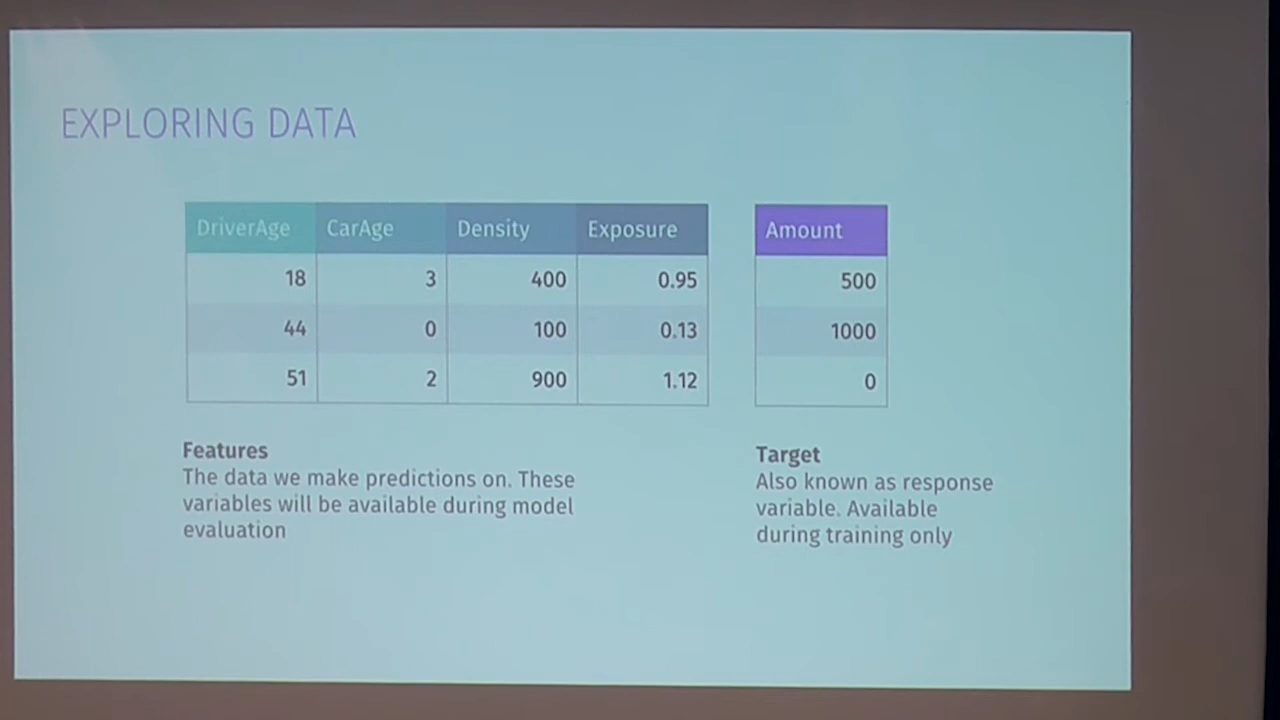 EXPLORING DATA
DriverAge CarAge Density Exposure Amount
18 3 400 0.95 500
44 0 100 0.13 1000
51 2 900 1.12 0
Features
The data we make predictions on. These
variables will be available during model
evaluation
Target
Also known as response
variable. Available
during training only